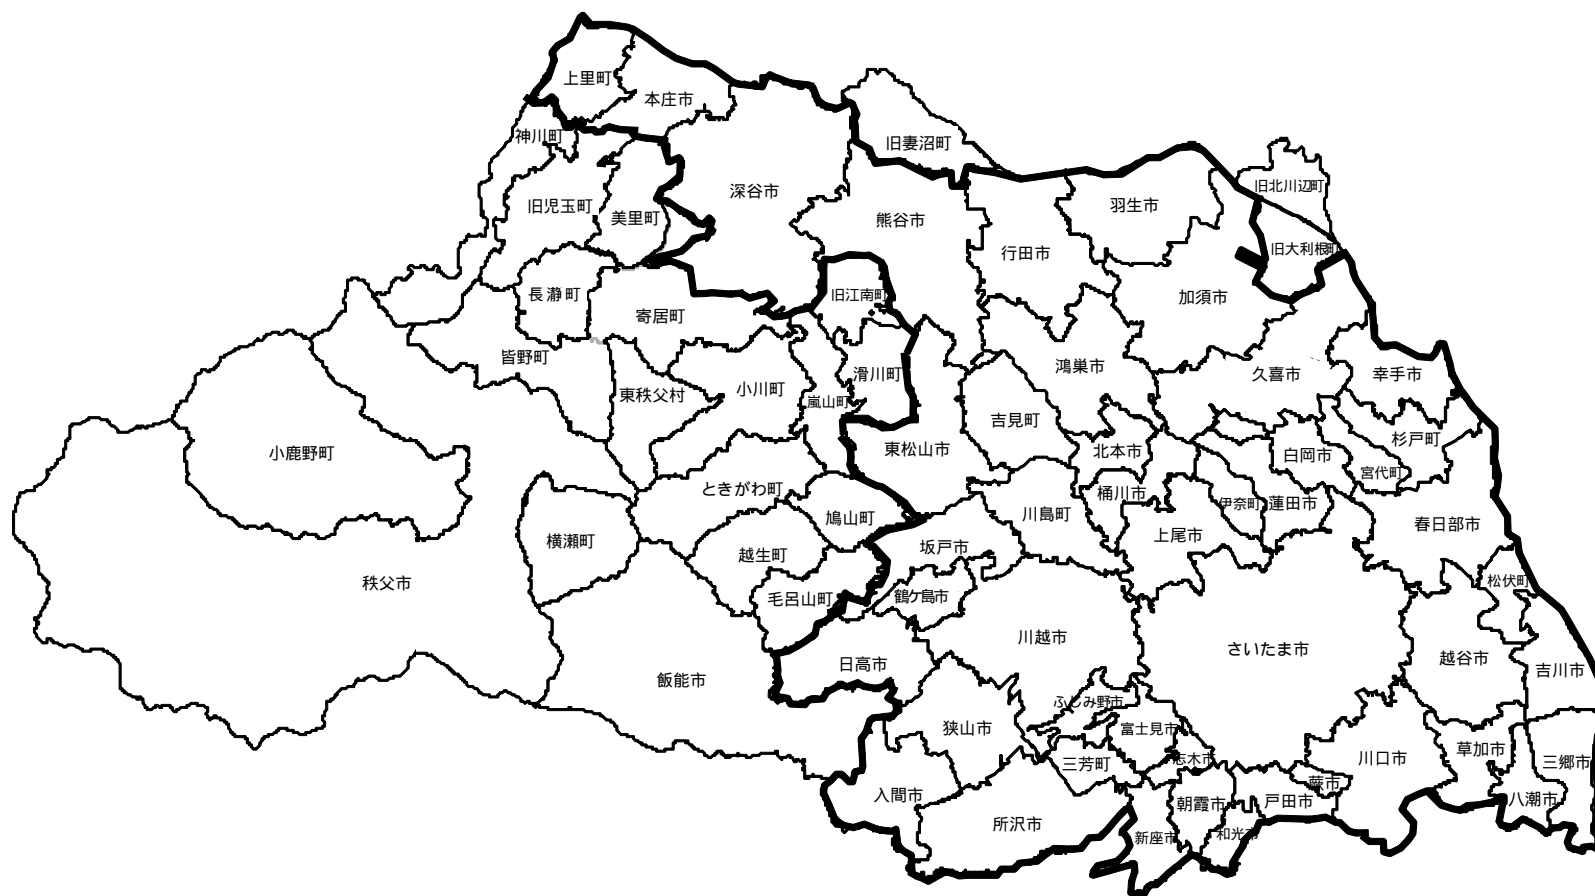 上里町
本庄市
神川町
旧妻沼町
旧児玉町
美里町
深谷市
熊谷市
羽生市
旧北川辺町
行田市
旧大利根町
加須市
長瀞町
寄居町
旧江南町
皆野町
東秩父村
小川町
嵐山町
滑川町
鴻巣市
久喜市
幸手市
吉見町
東松山市
北本市
白岡市
杉戸町
宮代町
小鹿野町
ときがわ町
鳩山町
川島町
桶川市
伊奈町
蓮田市
春日部市
上尾市
横瀬町
越生町
坂戸市
秩父市
毛呂山町
鶴ケ島市
松伏町
川越市
さいたま市
越谷市
吉川市
日高市
飯能市
ふじみ野市
狭山市
富士見市
志木市
三芳町
川口市
草加市
三郷市
入間市
所沢市
朝霞市
戸田市
蕨市
八潮市
新座市
和光市